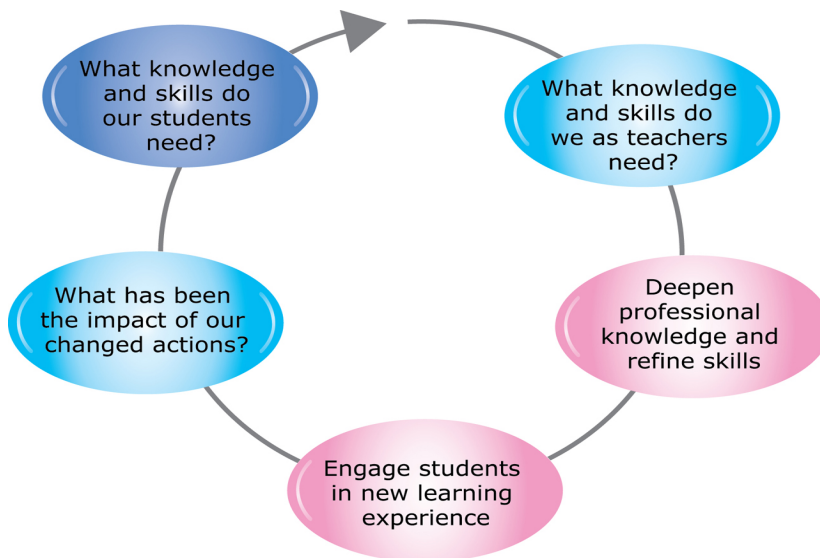 What knowledge
and skills do
our students
need?
What knowledge
and skills do
we as teachers
need?
Deepen
professional
knowledge and
refine skills
Engage students
in new learning
experience
What has been
the impact of our
changed actions?